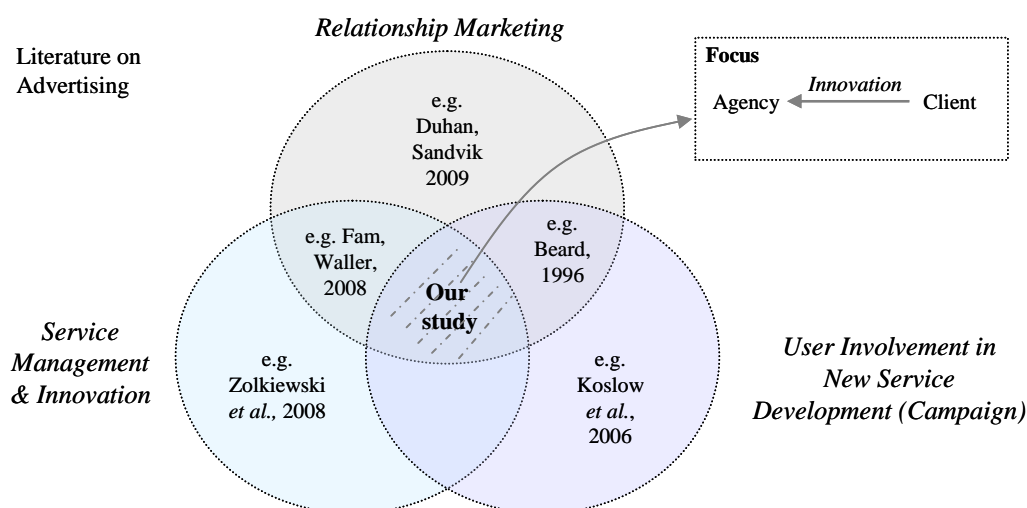 Relationship Marketing
Literature on
Advertising
Focus
Innovation
Agency
Client
e.g.
Duhan,
Sandvik
2009
e.g. Fam,
Waller,
2008
e.g.
Beard,
1996
Our
study
Service
Management
& Innovation
e.g.
Zolkiewski
et al., 2008
e.g.
Koslow
et al.,
2006
User Involvement in
New Service
Development (Campaign)